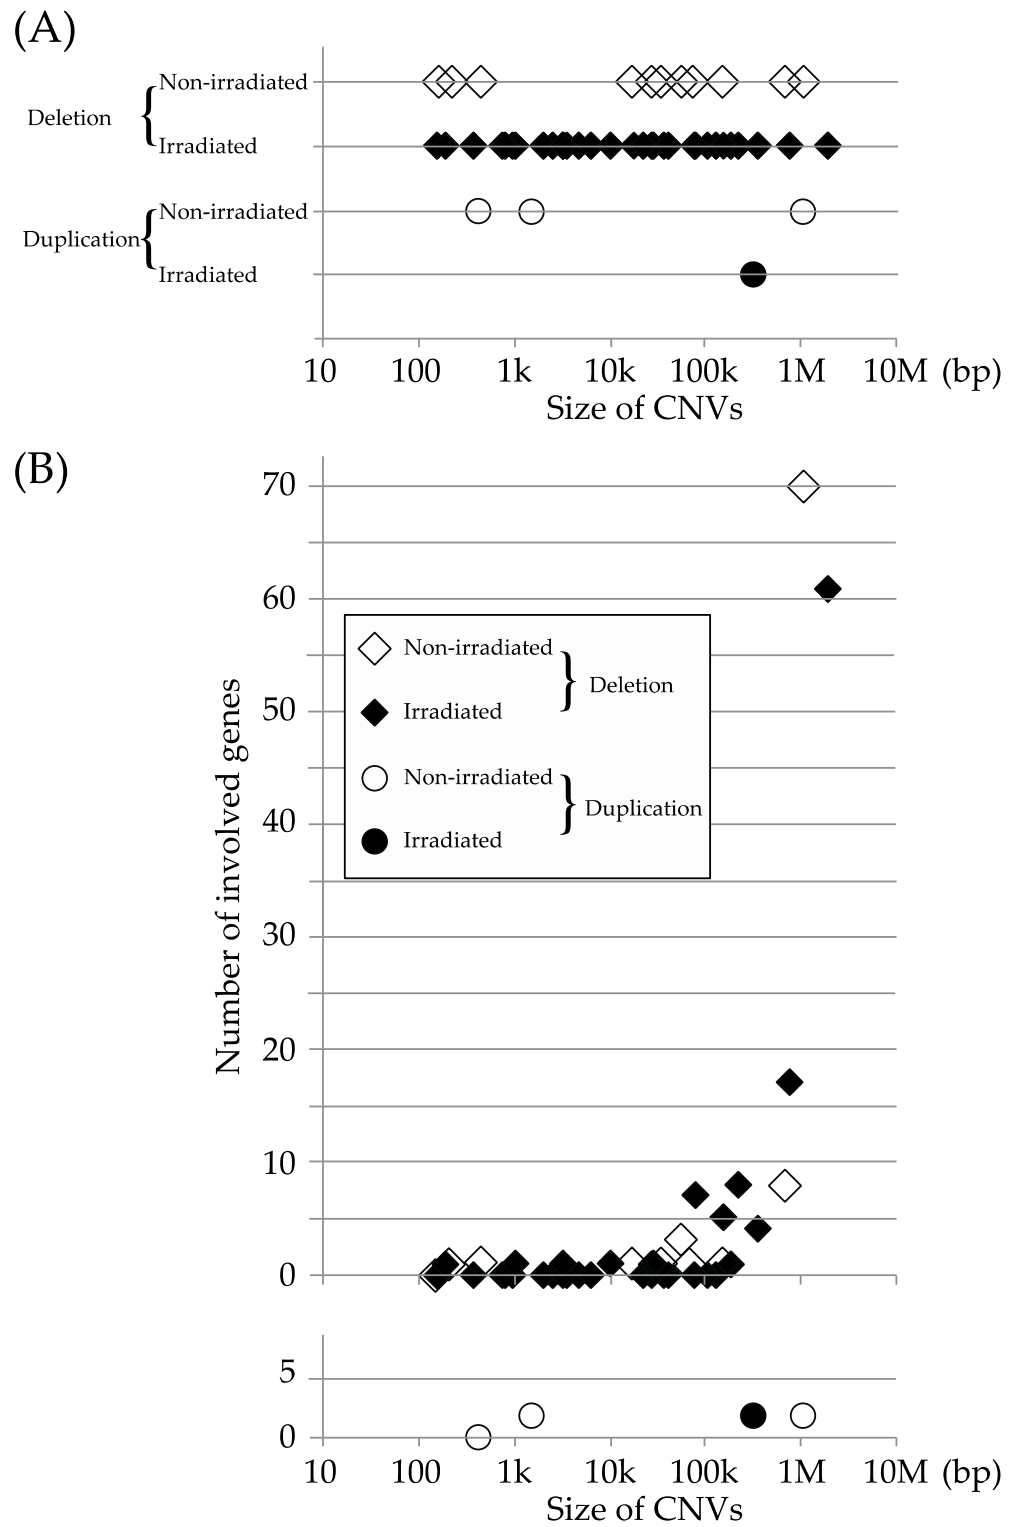 (A)
Non-irradiated
Deletion
Irradiated
Non-irradiated
Duplication
Irradiated
10 100 1k 10k 100k 1M 10M (bp)
Size of CNVs
(B)
70
60
50
40
30
20
10
0
Number of involved genes
Non-irradiated
Deletion
Irradiated
Non-irradiated
Duplication
Irradiated
5
0
10 100 1k 10k 100k 1M 10M (bp)
Size of CNVs